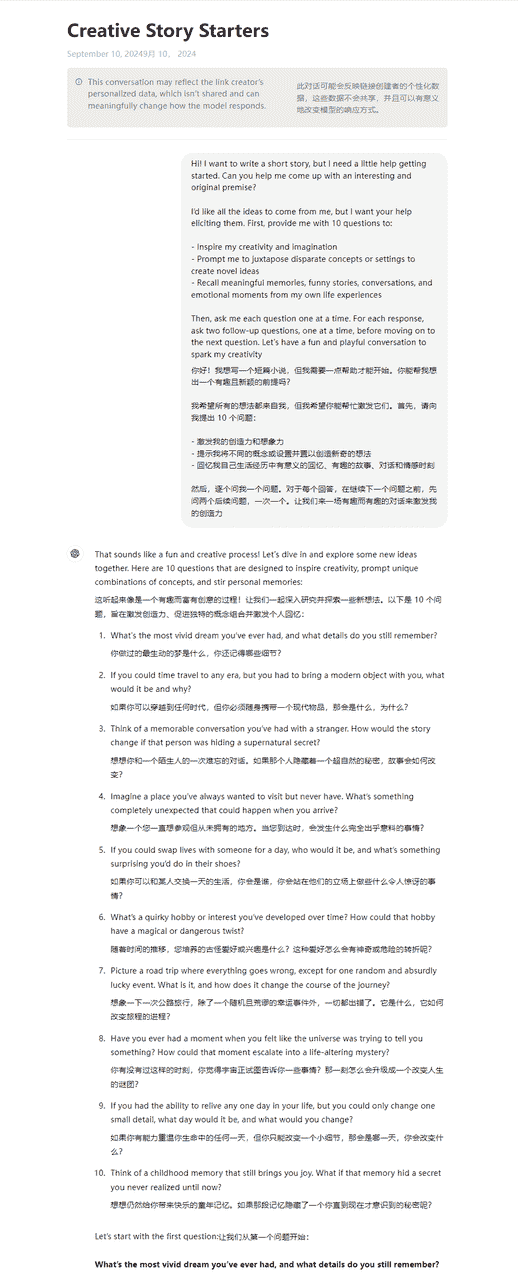 Creative Story Starters
September 10, 20249月 10， 2024
This conversation may reflect the link creator's
personalized data, which isn't shared and can
meaningfully change how the model responds.
此对话可能会反映链接创建者的个性化数
据，这些数据不会共享，并且可以有意义
地改变模型的响应方式。
Hi! I want to write a short story, but I need a little help getting
started. Can you help me come up with an interesting and
original premise?
I'd like all the ideas to come from me, but I want your help
eliciting them. First, provide me with 10 questions to:
- Inspire my creativity and imagination
- Prompt me to juxtapose disparate concepts or settings to
create novel ideas
- Recall meaningful memories, funny stories, conversations, and
emotional moments from my own life experiences
Then, ask me each question one at a time. For each response,
ask two follow-up questions, one at a time, before moving on to
the next question. Let's have a fun and playful conversation to
spark my creativity
你好！我想写一个短篇小说，但我需要一点帮助才能开始。你能帮我想
出一个有趣且新颖的前提吗？
我希望所有的想法都来自我，但我希望你能帮忙激发它们。首先，请向
我提出 10 个问题：
- 激发我的创造力和想象力
- 提示我将不同的概念或设置并置以创造新奇的想法
- 回忆我自己生活经历中有意义的回忆、有趣的故事、对话和情感时刻
然后，逐个问我一个问题。对于每个回答，在继续下一个问题之前，先
问两个后续问题，一次一个。让我们来一场有趣而有趣的对话来激发我
的创造力
That sounds like a fun and creative process! Let's dive in and explore some new ideas
together. Here are 10 questions that are designed to inspire creativity, prompt unique
combinations of concepts, and stir personal memories:
这听起来像是一个有趣而富有创意的过程！让我们一起深入研究并探索一些新想法。以下是 10 个问
题，旨在激发创造力、促进独特的概念组合并激发个人回忆：
1. What's the most vivid dream you've ever had, and what details do you still remember?
你做过的最生动的梦是什么，你还记得哪些细节？
2. If you could time travel to any era, but you had to bring a modern object with you, what
would it be and why?
如果你可以穿越到任何时代，但你必须随身携带一个现代物品，那会是什么，为什么？
3. Think of a memorable conversation you've had with a stranger. How would the story
change if that person was hiding a supernatural secret?
想想你和一个陌生人的一次难忘的对话。如果那个人隐藏着一个超自然的秘密，故事会如何改
变？
4. Imagine a place you've always wanted to visit but never have. What's something
completely unexpected that could happen when you arrive?
想象一个您一直想参观但从未拥有的地方。当您到达时，会发生什么完全出乎意料的事情？
5. If you could swap lives with someone for a day, who would it be, and what's something
surprising you'd do in their shoes?
如果你可以和某人交换一天的生活，你会是谁，你会站在他们的立场上做些什么令人惊讶的事
情？
6. What's a quirky hobby or interest you've developed over time? How could that hobby
have a magical or dangerous twist?
随着时间的推移，您培养的古怪爱好或兴趣是什么？这种爱好怎么会有神奇或危险的转折呢？
7. Picture a road trip where everything goes wrong, except for one random and absurdly
lucky event. What is it, and how does it change the course of the journey?
想象一下一次公路旅行，除了一个随机且荒谬的幸运事件外，一切都出错了。它是什么，它如何
改变旅程的进程？
8. Have you ever had a moment when you felt like the universe was trying to tell you
something? How could that moment escalate into a life-altering mystery?
你有没有过这样的时刻，你觉得宇宙正试图告诉你一些事情？那一刻怎么会升级成一个改变人生
的谜团？
9. If you had the ability to relive any one day in your life, but you could only change one
small detail, what day would it be, and what would you change?
如果你有能力重温你生命中的任何一天，但你只能改变一个小细节，那会是哪一天，你会改变什
么？
10. Think of a childhood memory that still brings you joy. What if that memory hid a secret
you never realized until now?
想想仍然给你带来快乐的童年记忆。如果那段记忆隐藏了一个你直到现在才意识到的秘密呢？
Let's start with the first question:让我们从第一个问题开始：
What's the most vivid dream you've ever had, and what details do you still remember?